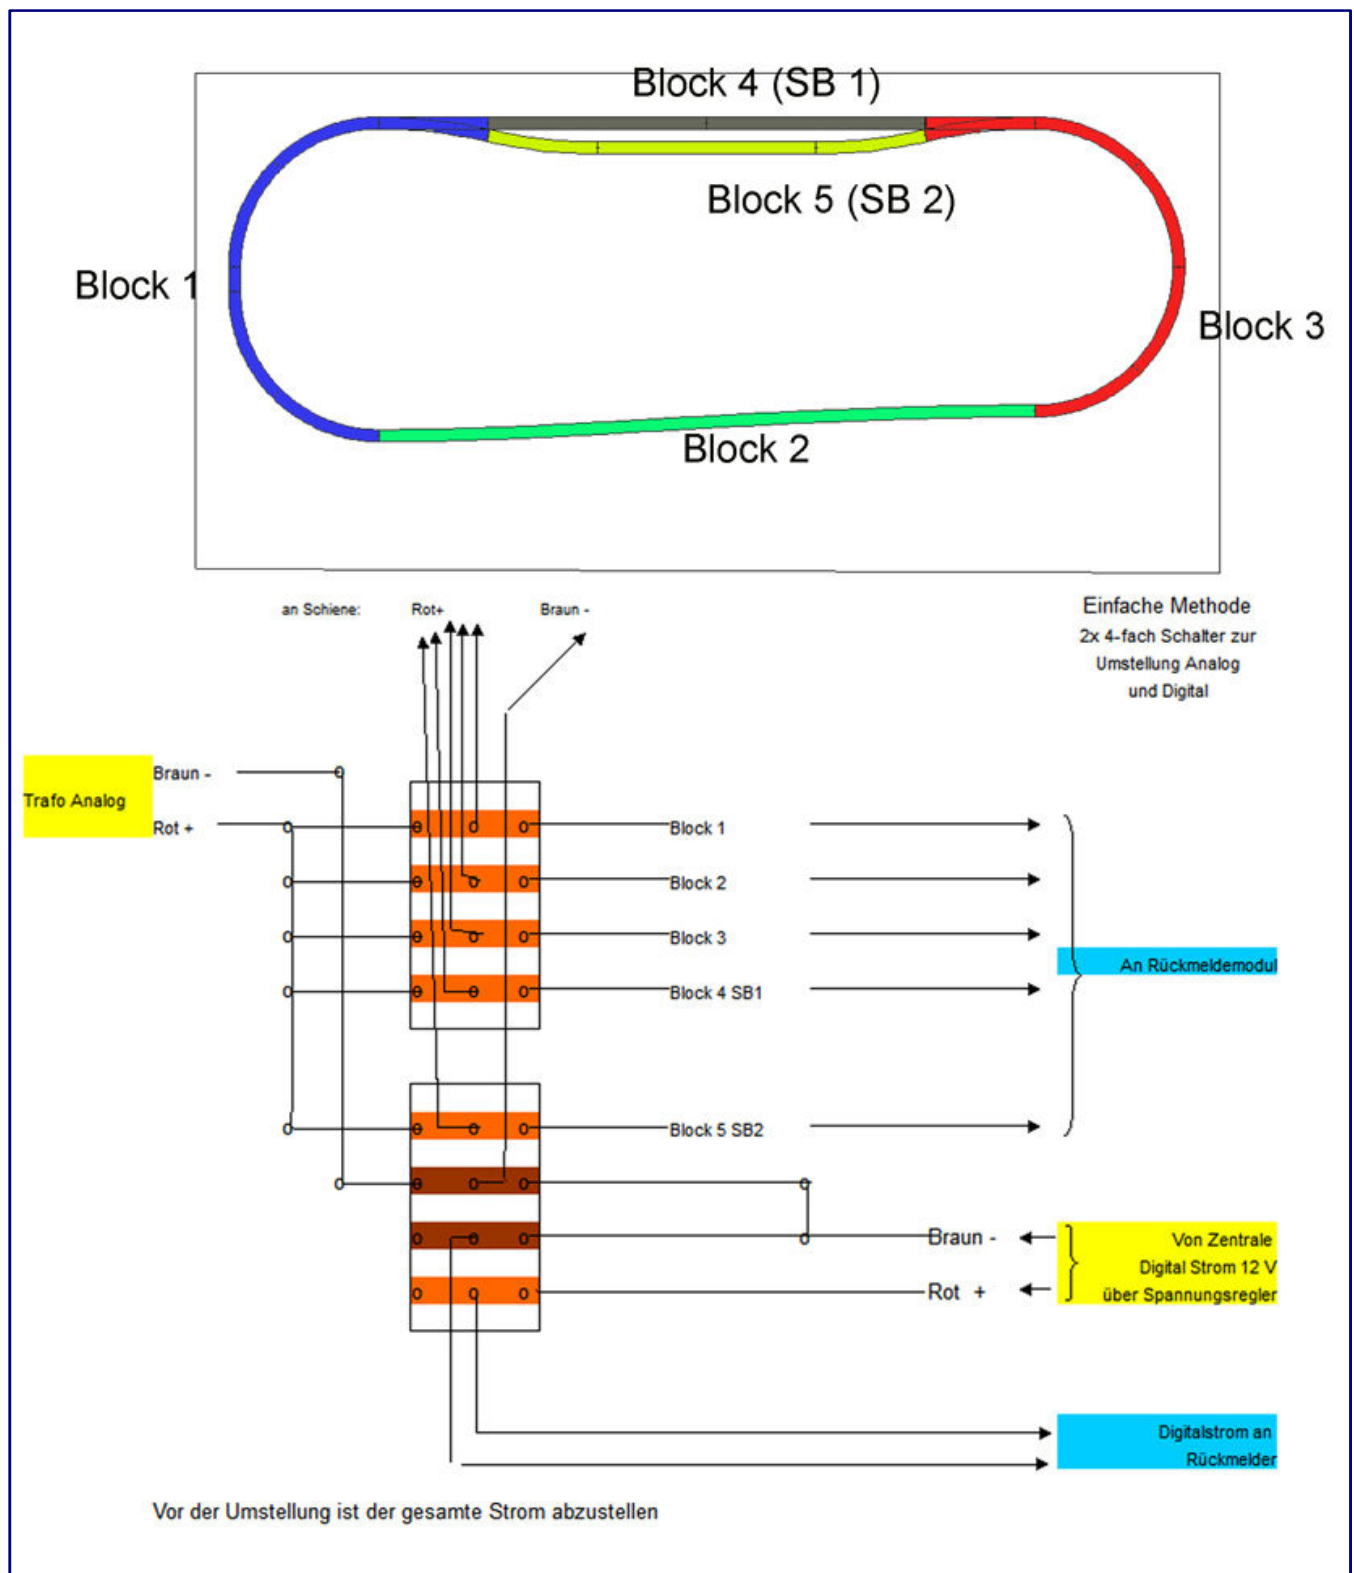 Block 4 (SB 1)
Block 5 (SB 2)
Block 1
Block 3
Block 2
an Schiene: Rot+ Braun -
Einfache Methode
2x 4-fach Schalter zur
Umstellung Analog
und Digital
Braun -
Trafo Analog
Rot +
Block 1
Block 2
Block 3
An Rückmeldemodul
Block 4 SB1
Block 5 SB2
Braun -
Rot +
Von Zentrale
Digital Strom 12 V
über Spannungsregler
Digitalstrom an
Rückmelder
Vor der Umstellung ist der gesamte Strom abzustellen